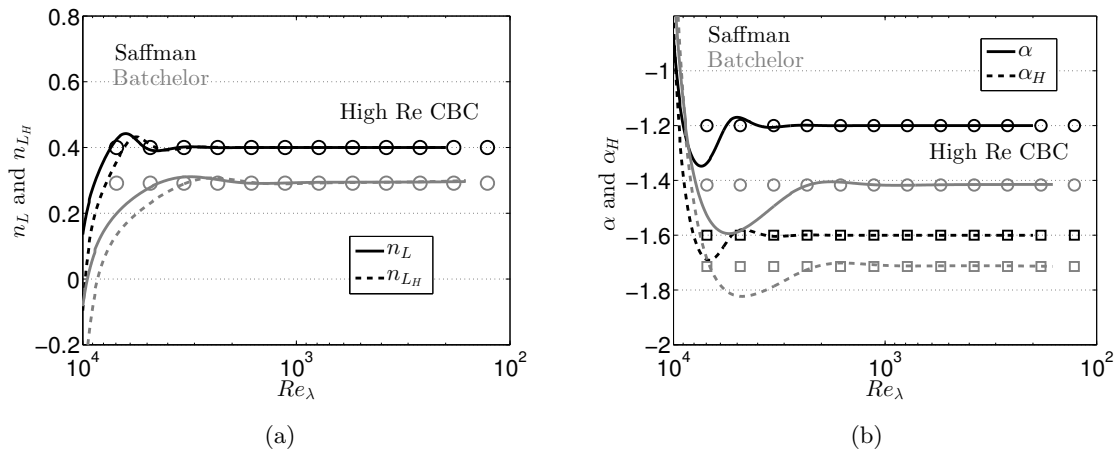 0.8
0.6
0.4
0.2
0
−0.2
n_L and n_{L_H}
Saffman
Batchelor
High Re CBC
n_L
n_{L_H}
10^4
10^3
10^2
Re_λ
(a)
−1
−1.2
−1.4
−1.6
−1.8
−2
α and α_H
Saffman
Batchelor
α
α_H
High Re CBC
10^4
10^3
10^2
Re_λ
(b)